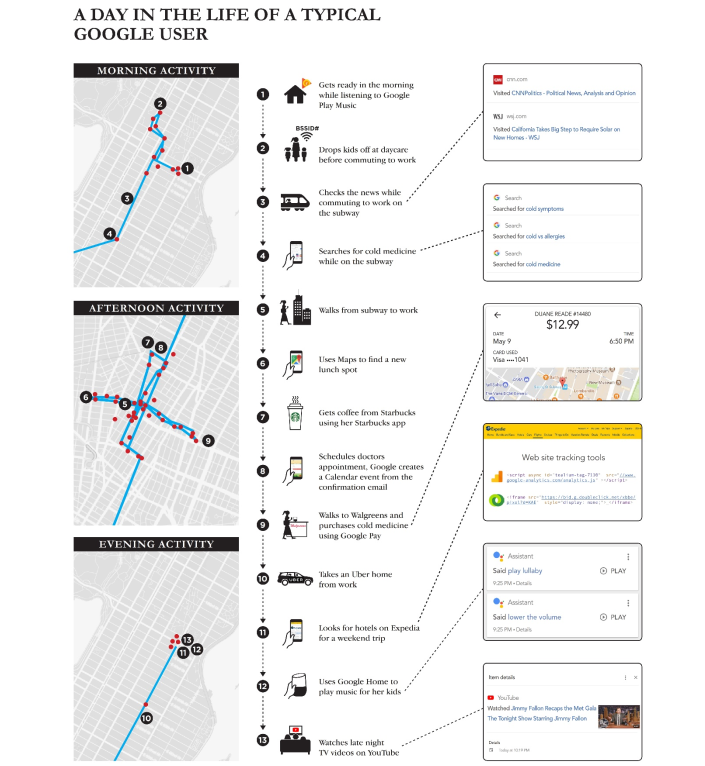 A DAY IN THE LIFE OF A TYPICAL
GOOGLE USER
MORNING ACTIVITY
2
1
3
4
AFTERNOON ACTIVITY
7
8
6
5
9
EVENING ACTIVITY
13
12
11
10
1
Gets ready in the morning
while listening to Google
Play Music
BSSID#
2
Drops kids off at daycare
before commuting to work
3
Checks the news while
commuting to work on
the subway
4
Searches for cold medicine
while on the subway
5
Walks from subway to work
6
Uses Maps to find a new
lunch spot
7
Gets coffee from Starbucks
using her Starbucks app
8
Schedules doctors
appointment, Google creates
a Calendar event from the
confirmation email
9
Walks to Walgreens and
purchases cold medicine
using Google Pay
10
UBER
Takes an Uber home
from work
11
Looks for hotels on Expedia
for a weekend trip
12
Uses Google Home to
play music for her kids
13
Watches late night
TV videos on YouTube
CNN
cnn.com
Visited CNNPolitics - Political News, Analysis and Opinion
WSJ wsj.com
Visited California Takes Big Step to Require Solar on
New Homes - WSJ
G Search
Searched for cold symptoms
G Search
Searched for cold vs allergies
G Search
Searched for cold medicine
DUANE READE #14480
$12.99
DATE
May 9
TIME
6:50 PM
CARD USED
Visa ••••1041
Expedia
Web site tracking tools
Assistant
Said play lullaby
PLAY
9:25 PM • Details
Assistant
Said lower the volume
PLAY
9:25 PM • Details
Item details
YouTube
Watched Jimmy Fallon Recaps the Met Gala
The Tonight Show Starring Jimmy Fallon
Details